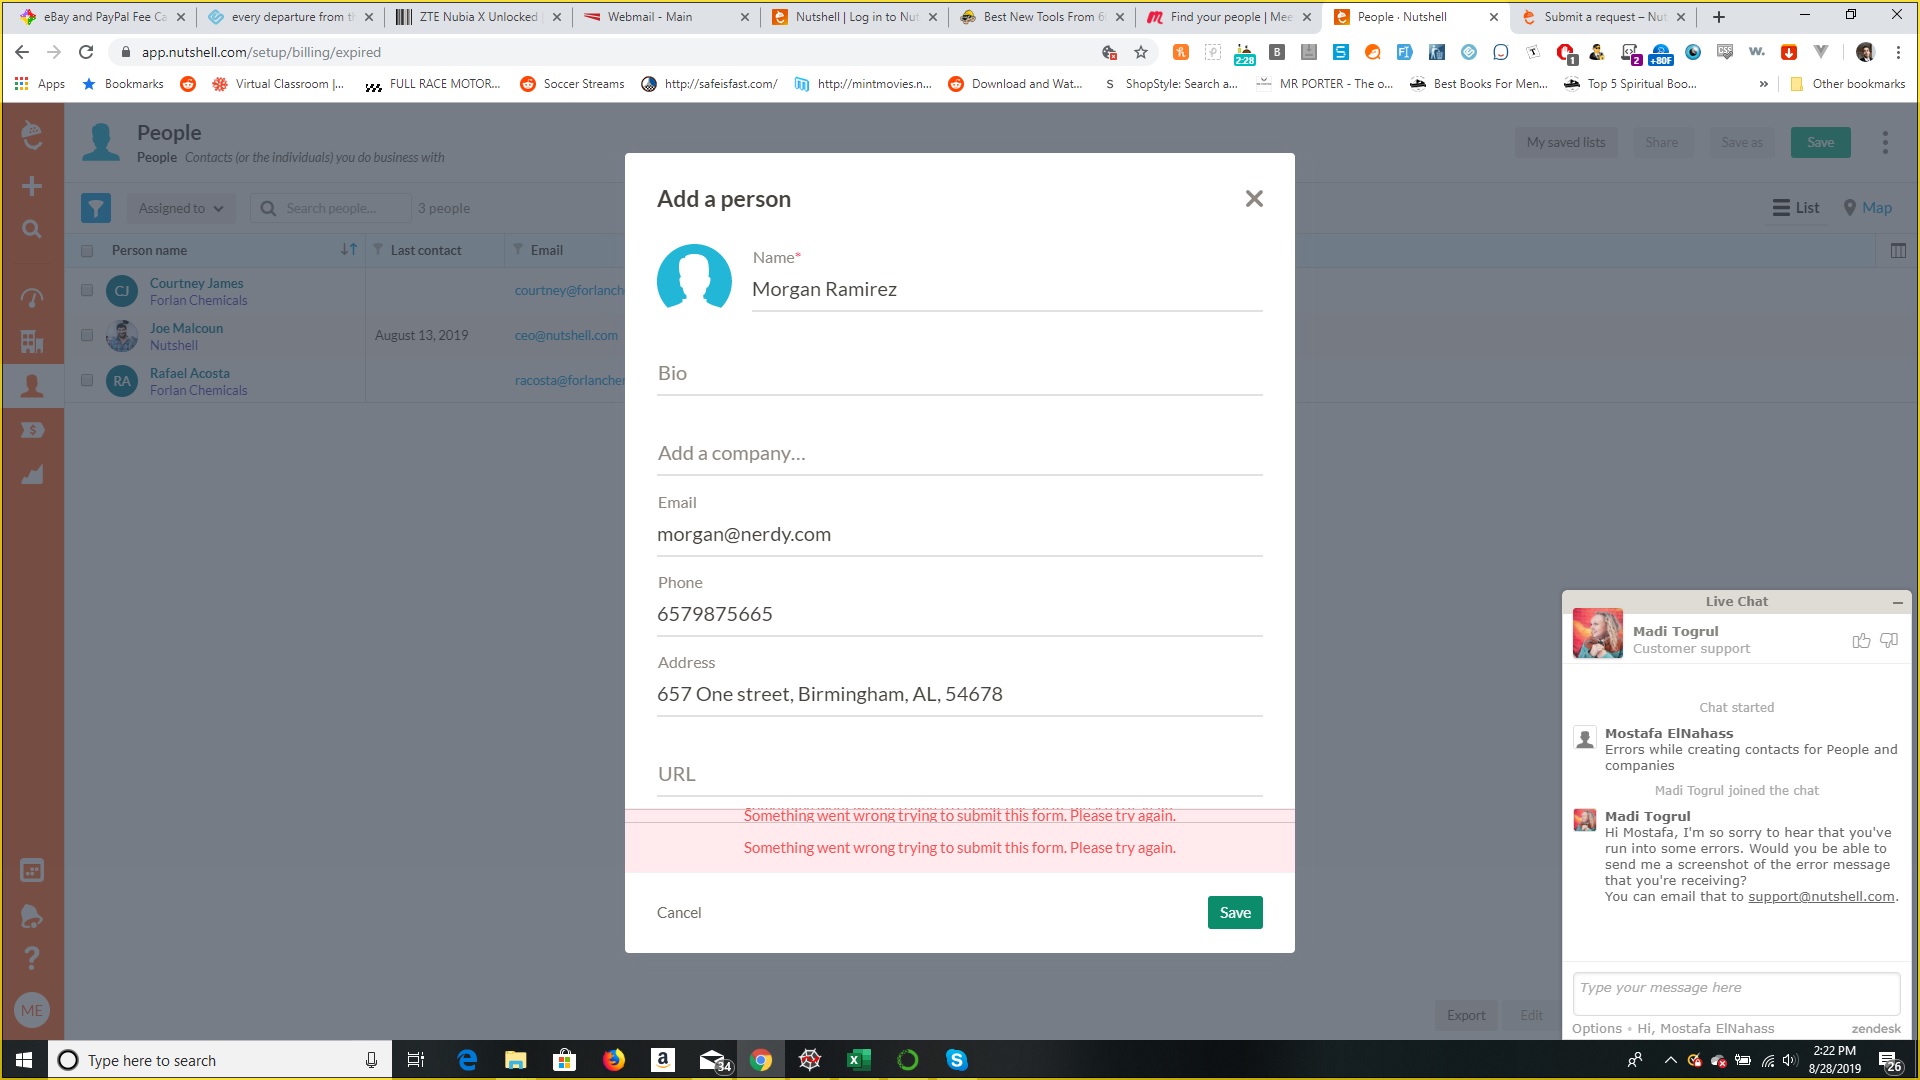 eBay and PayPal Fee Ca
every departure from th
ZTE Nubia X Unlocked
Webmail - Main
Nutshell | Log in to Nut
Best New Tools From 6
Find your people | Mee
People · Nutshell
Submit a request – Nut
app.nutshell.com/setup/billing/expired
2:28
1
2
+80F
Apps
Bookmarks
Virtual Classroom |...
FULL RACE MOTOR...
Soccer Streams
http://safeisfast.com/
http://mintmovies.n...
Download and Wat...
ShopStyle: Search a...
MR PORTER - The o...
Best Books For Men...
Top 5 Spiritual Boo...
Other bookmarks
People
People Contacts (or the individuals) you do business with
My saved lists
Share
Save as
Save
Assigned to
Search people...
3 people
List
Map
Person name
Last contact
Email
CJ
Courtney James
Forlan Chemicals
courtney@forlanch
Joe Malcoun
Nutshell
August 13, 2019
ceo@nutshell.com
RA
Rafael Acosta
Forlan Chemicals
racosta@forlancher
Add a person
Name*
Morgan Ramirez
Bio
Add a company...
Email
morgan@nerdy.com
Phone
6579875665
Address
657 One street, Birmingham, AL, 54678
URL
Something went wrong trying to submit this form. Please try again.
Something went wrong trying to submit this form. Please try again.
Cancel
Save
Live Chat
Madi Togrul
Customer support
Chat started
Mostafa ElNahass
Errors while creating contacts for People and
companies
Madi Togrul joined the chat
Madi Togrul
Hi Mostafa, I'm so sorry to hear that you've
run into some errors. Would you be able to
send me a screenshot of the error message
that you're receiving?
You can email that to support@nutshell.com.
Type your message here
Options • Hi, Mostafa ElNahass
zendesk
Export
Edit
ME
Type here to search
34
2:22 PM
8/28/2019
26